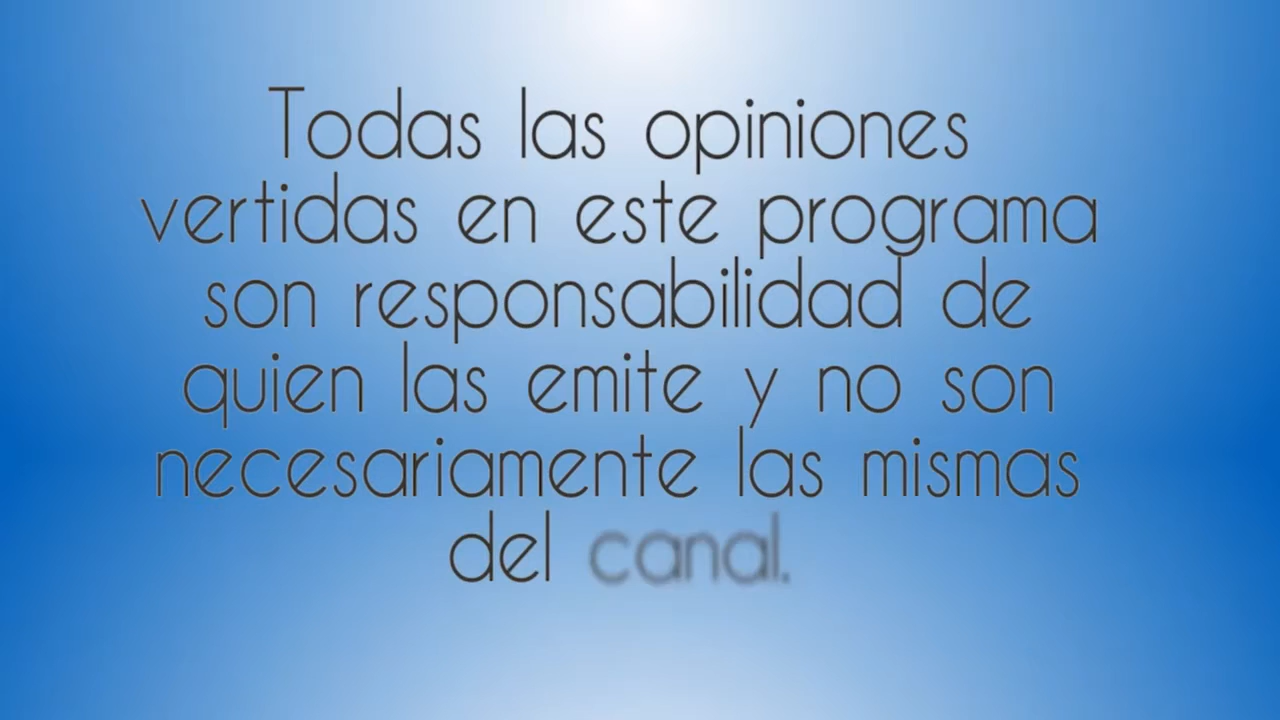 Todas las opiniones
vertidas en este programa
son responsabilidad de
quien las emite y no son
necesariamente las mismas
del canal.